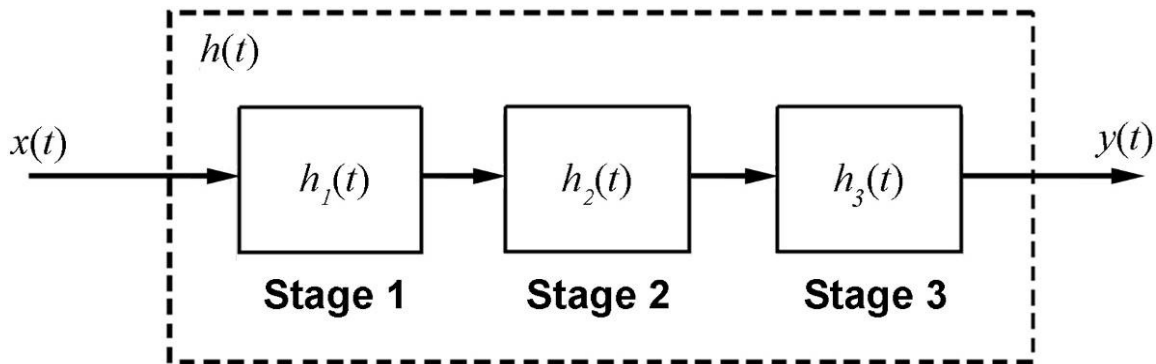 h(t)
x(t)
h₁(t)
h₂(t)
h₃(t)
y(t)
Stage 1
Stage 2
Stage 3